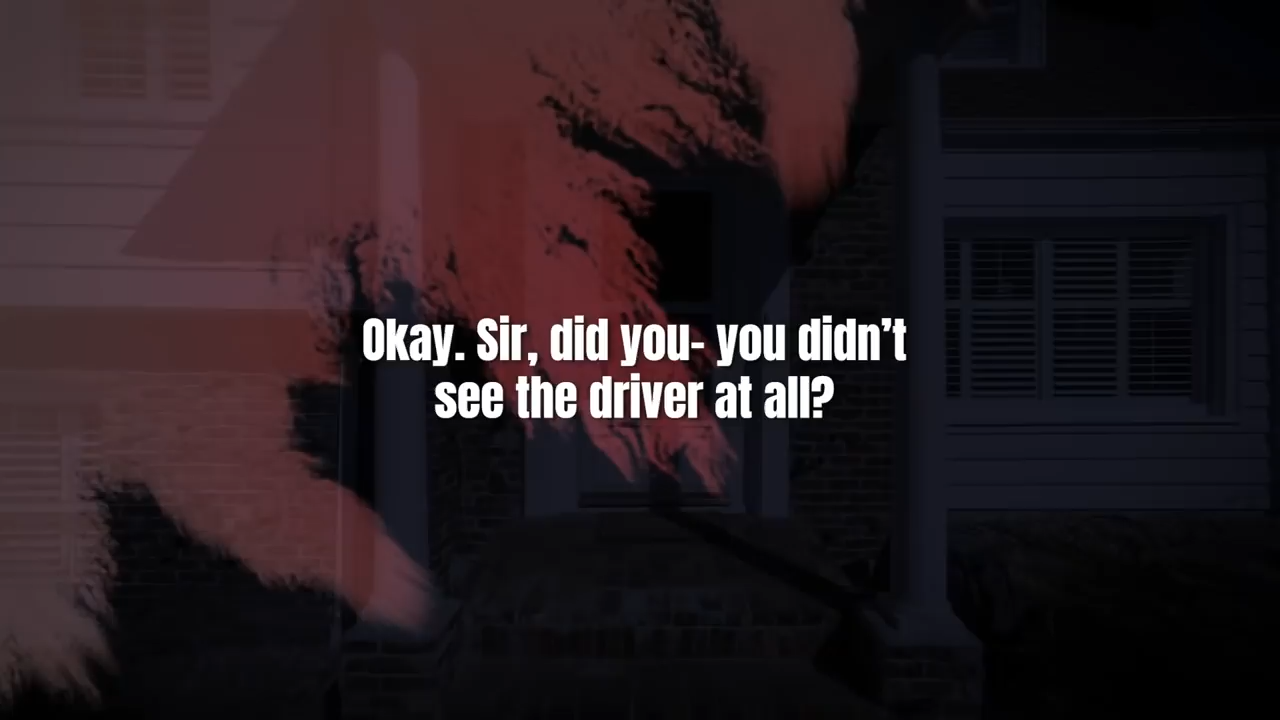 Okay. Sir, did you- you didn’t
see the driver at all?